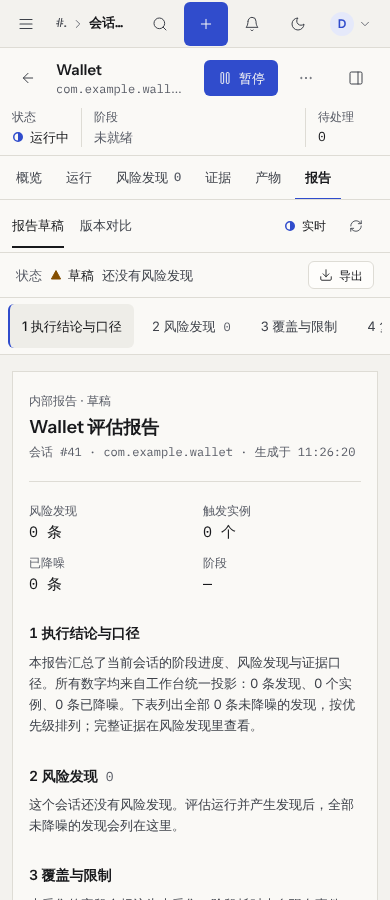 #. 会话…
D
Wallet
com.example.wall…
暂停
状态 阶段 待处理
运行中 未就绪 0
概览 运行 风险发现 0 证据 产物 报告
报告草稿 版本对比 实时
状态 草稿 还没有风险发现 导出
1 执行结论与口径 2 风险发现 0 3 覆盖与限制 4
内部报告 · 草稿
Wallet 评估报告
会话 #41 · com.example.wallet · 生成于 11:26:20
风险发现 触发实例
0 条 0 个
已降噪 阶段
0 条 —
1 执行结论与口径
本报告汇总了当前会话的阶段进度、风险发现与证据口
径。所有数字均来自工作台统一投影：0 条发现、0 个实
例、0 条已降噪。下表列出全部 0 条未降噪的发现，按优
先级排列；完整证据在风险发现里查看。
2 风险发现 0
这个会话还没有风险发现。评估运行并产生发现后，全部
未降噪的发现会列在这里。
3 覆盖与限制